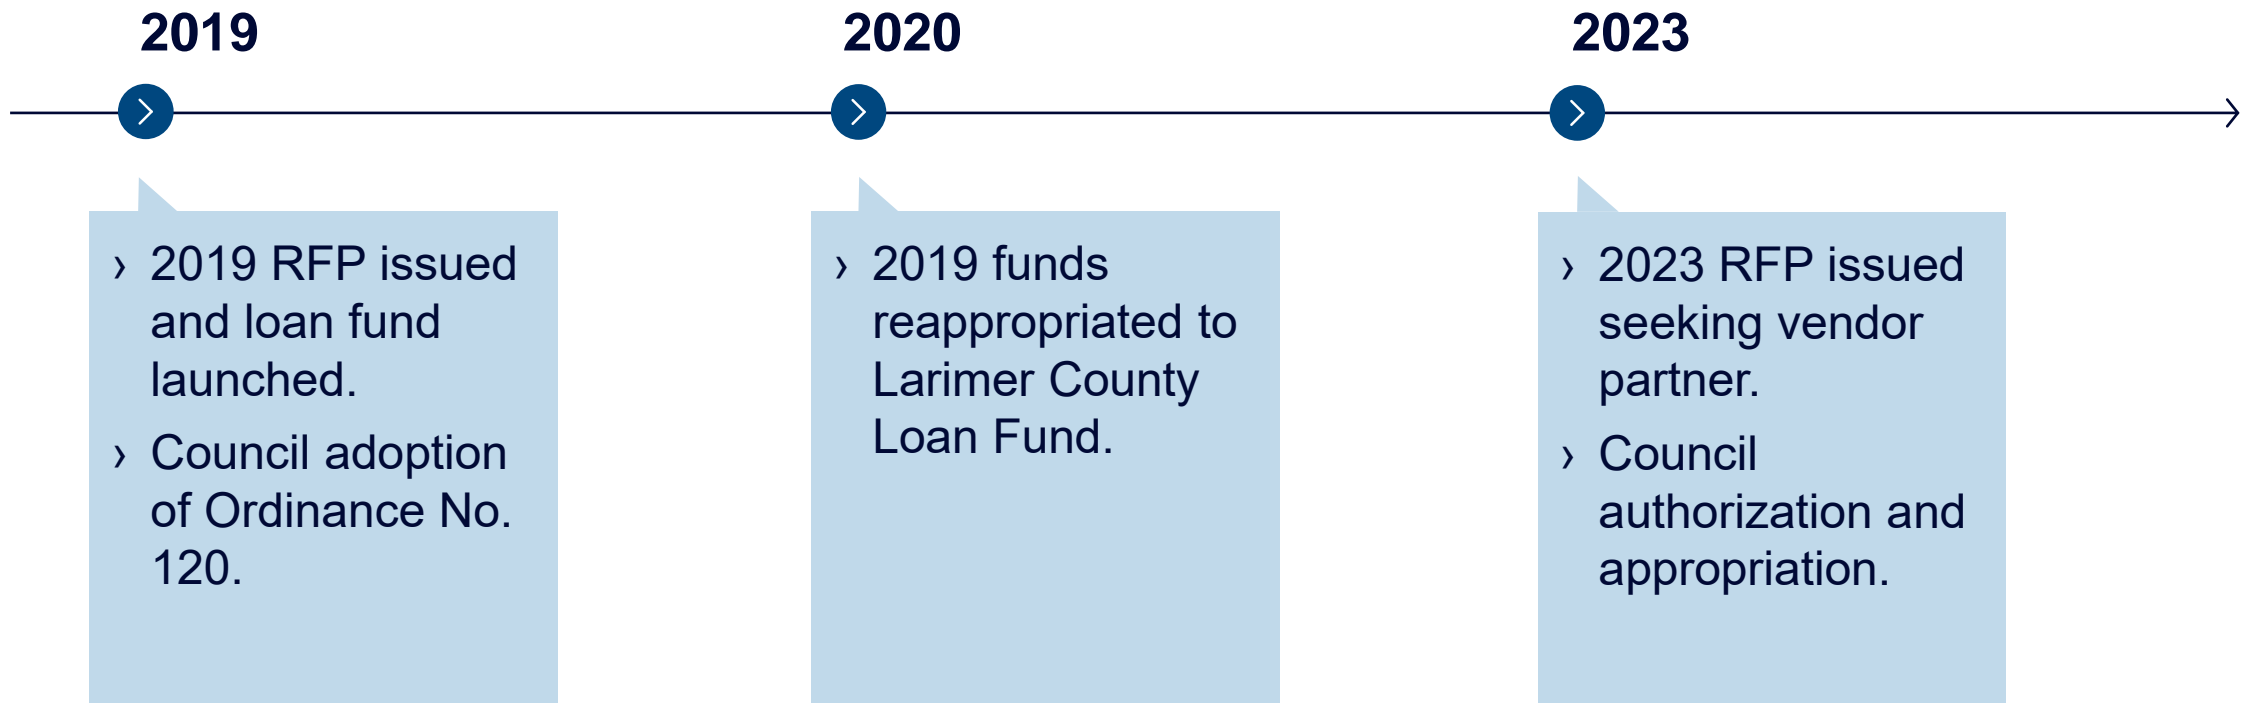 2019
2020
2023
› 2019 RFP issued
and loan fund
launched.
› Council adoption
of Ordinance No.
120.
› 2019 funds
reappropriated to
Larimer County
Loan Fund.
› 2023 RFP issued
seeking vendor
partner.
› Council
authorization and
appropriation.